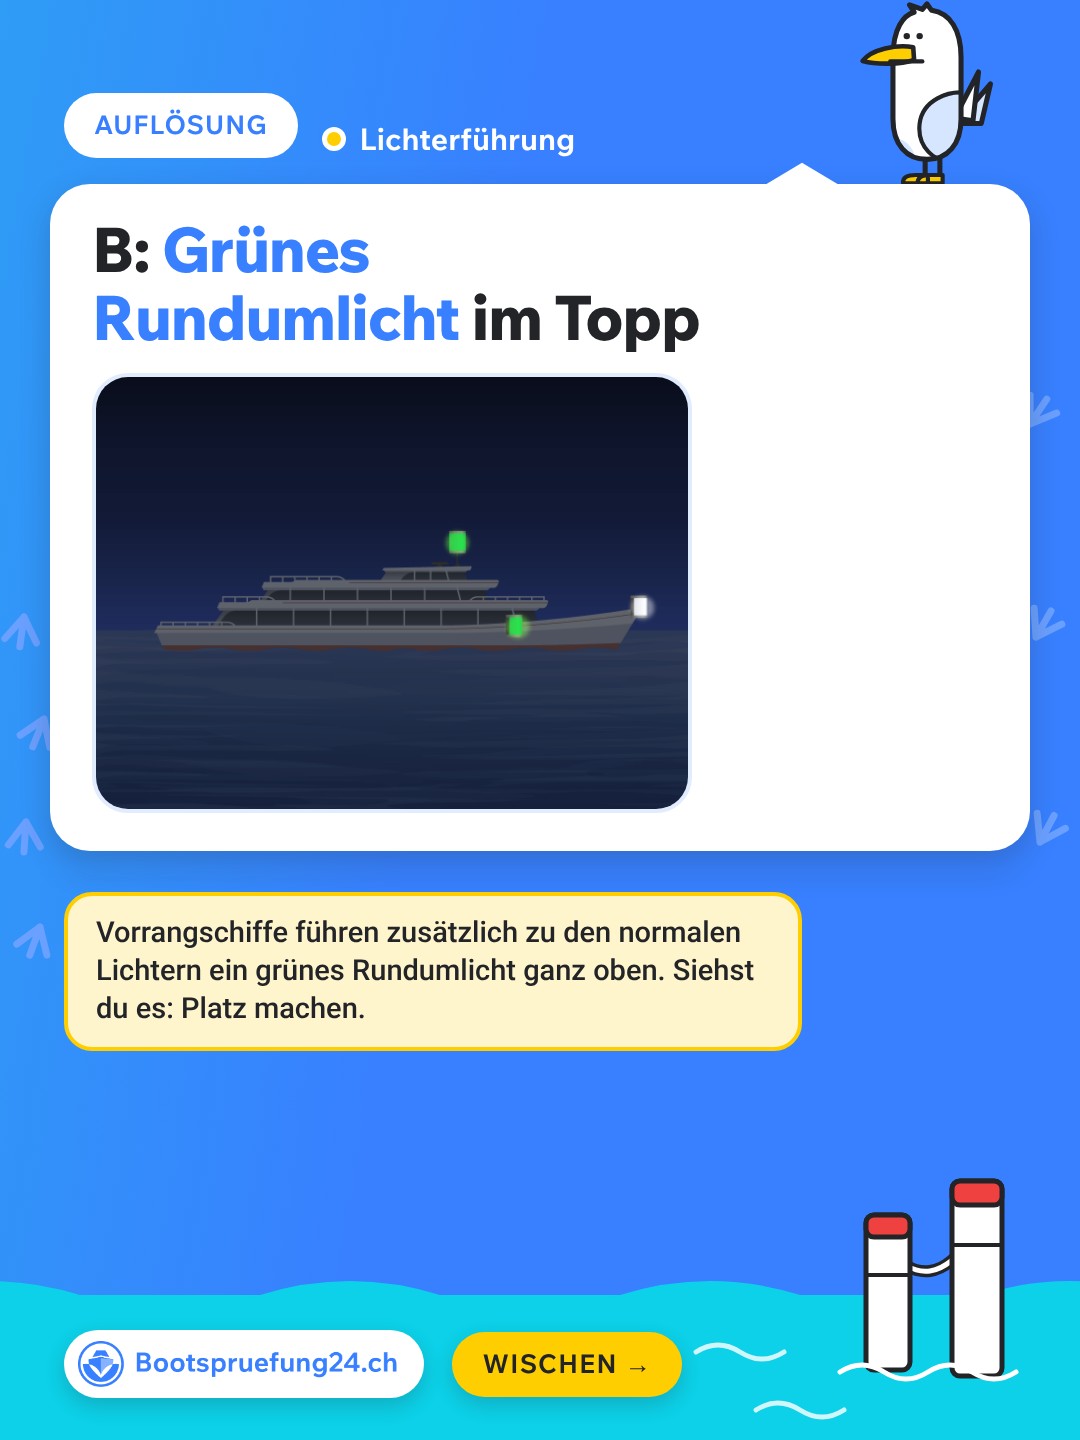 AUFLÖSUNG
Lichterführung
B: Grünes
Rundumlicht im Topp
Vorrangschiffe führen zusätzlich zu den normalen
Lichtern ein grünes Rundumlicht ganz oben. Siehst
du es: Platz machen.
Bootspruefung24.ch
WISCHEN →